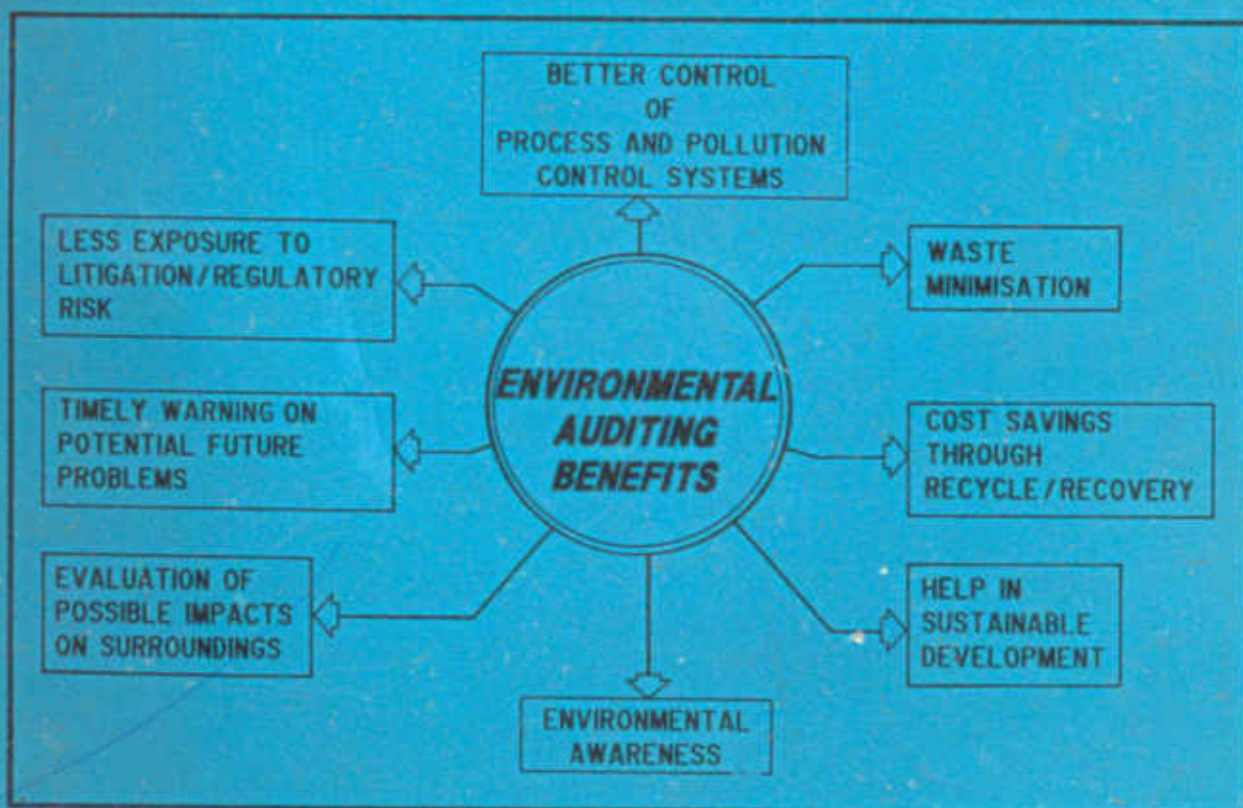 BETTER CONTROL
OF
PROCESS AND POLLUTION
CONTROL SYSTEMS
LESS EXPOSURE TO
LITIGATION/REGULATORY
RISK
WASTE
MINIMISATION
ENVIRONMENTAL
AUDITING
BENEFITS
TIMELY WARNING ON
POTENTIAL FUTURE
PROBLEMS
COST SAVINGS
THROUGH
RECYCLE/RECOVERY
EVALUATION OF
POSSIBLE IMPACTS
ON SURROUNDINGS
HELP IN
SUSTAINABLE
DEVELOPMENT
ENVIRONMENTAL
AWARENESS